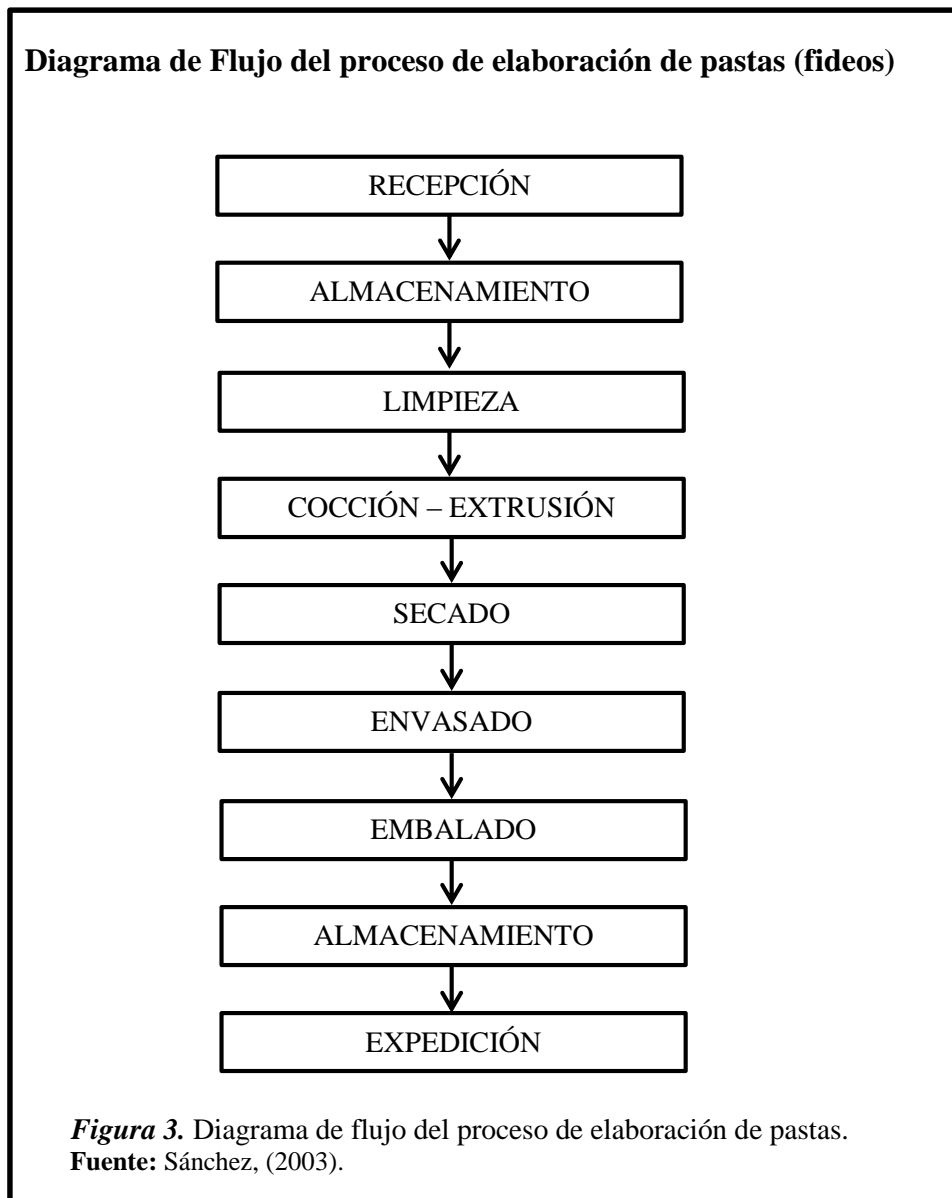 Diagrama de Flujo del proceso de elaboración de pastas (fideos)
RECEPCIÓN
ALMACENAMIENTO
LIMPIEZA
COCCIÓN – EXTRUSIÓN
SECADO
ENVASADO
EMBALADO
ALMACENAMIENTO
EXPEDICIÓN
Figura 3. Diagrama de flujo del proceso de elaboración de pastas.
Fuente: Sánchez, (2003).